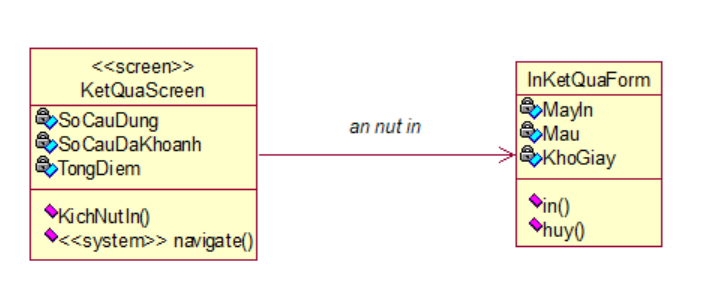 <<screen>>
KetQuaScreen
SoCauDung
SoCauDaKhoanh
TongDiem
KichNutIn()
<<system>> navigate()
an nut in
InKetQuaForm
MayIn
Mau
KhoGiay
in()
huy()